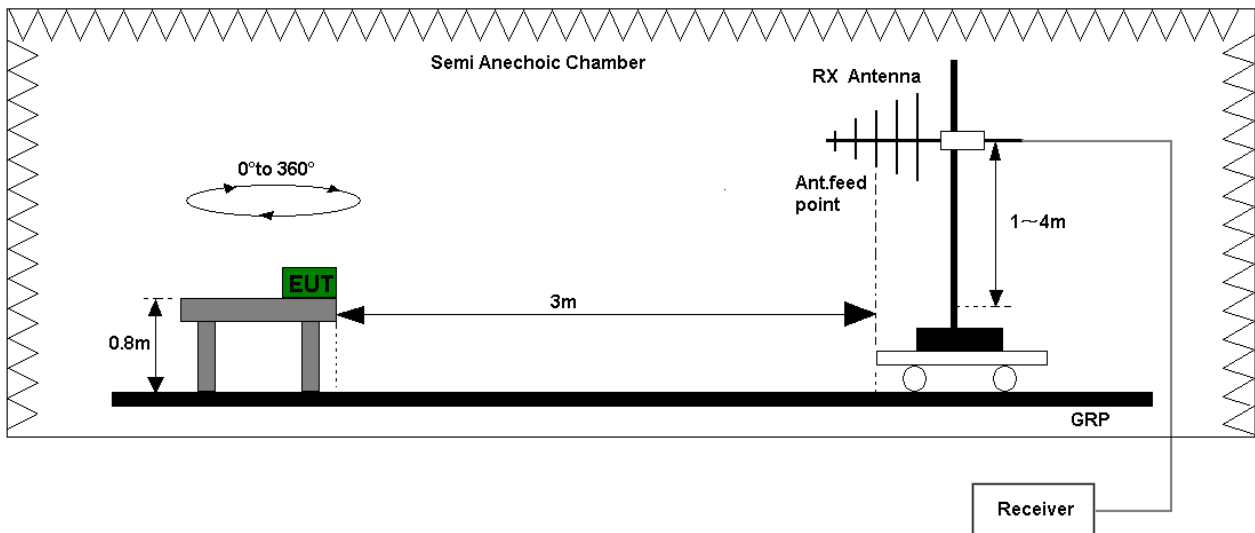 Semi Anechoic Chamber
RX Antenna
0°to 360°
Ant.feed
point
1～4m
EUT
3m
0.8m
GRP
Receiver